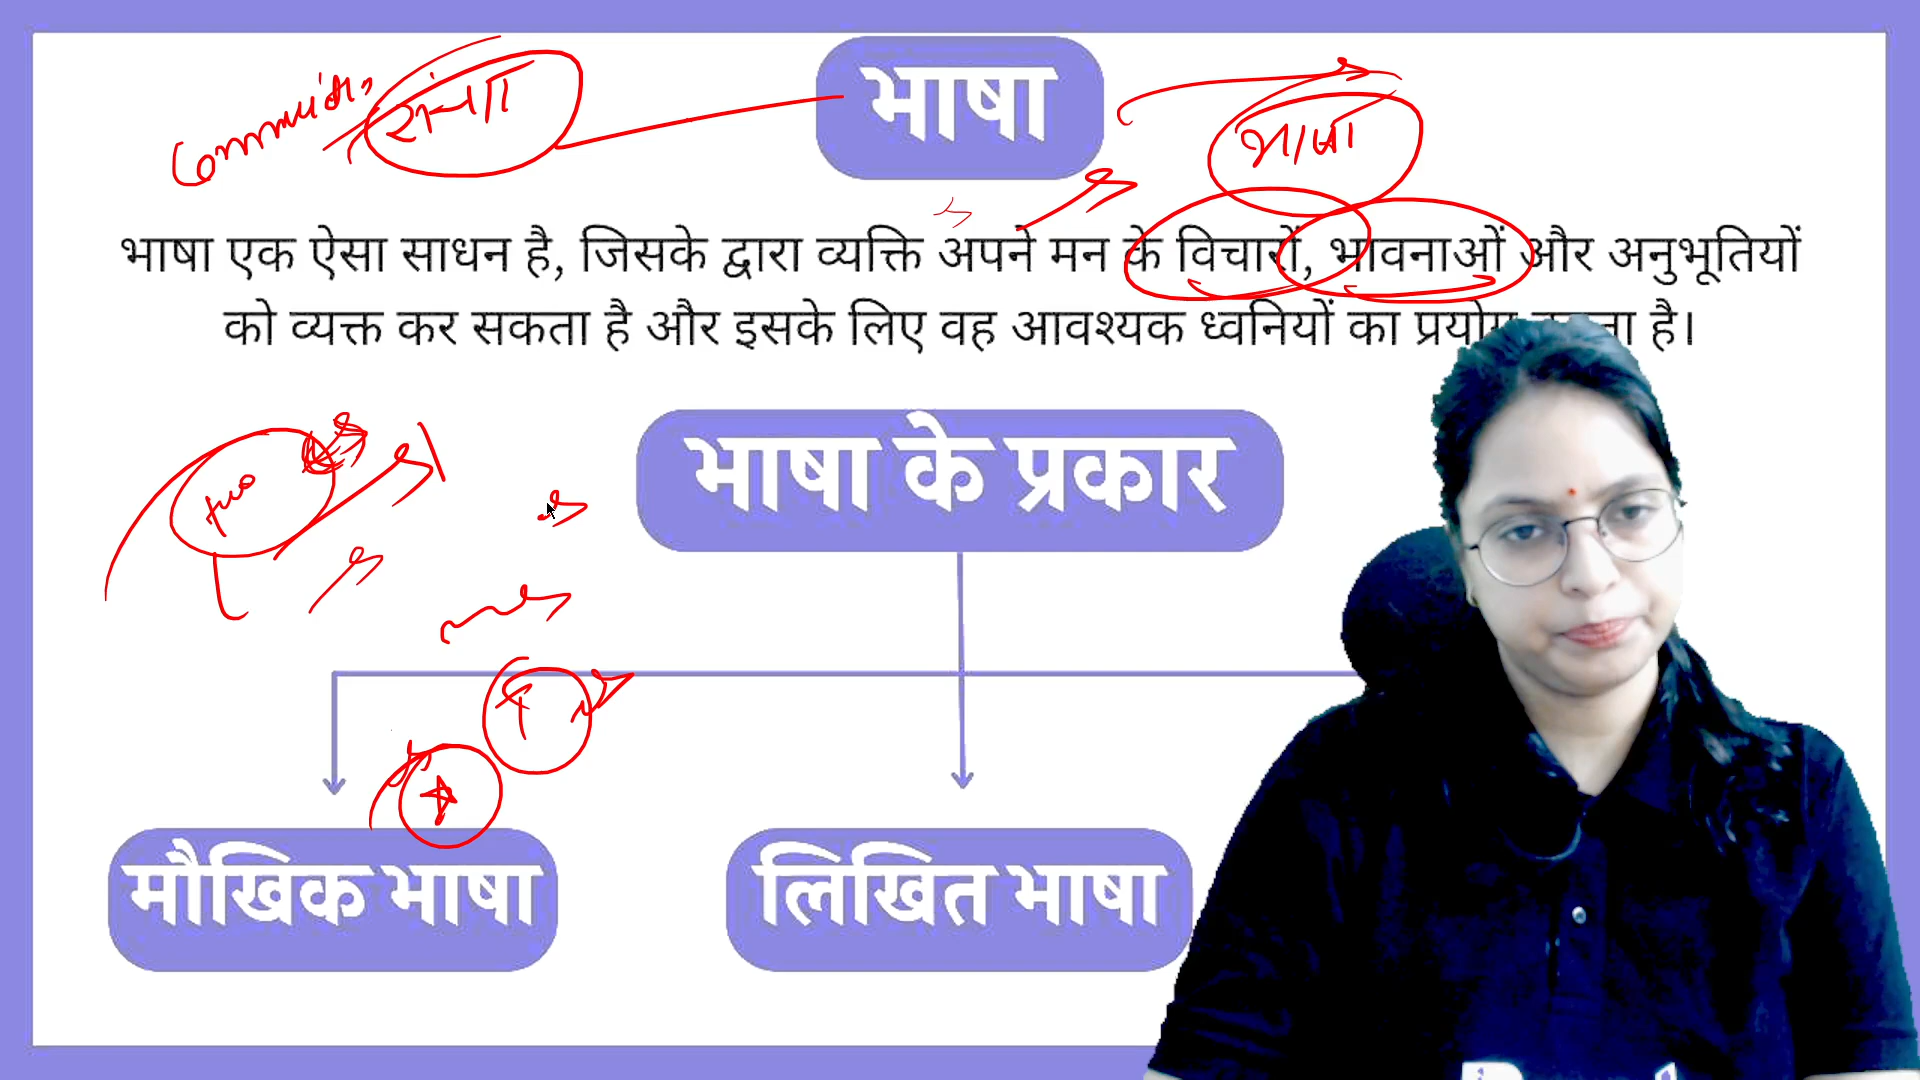 भाषा
भाषा
भाषा एक ऐसा साधन है, जिसके द्वारा व्यक्ति अपने मन के विचारों, भावनाओं और अनुभूतियों
को व्यक्त कर सकता है और इसके लिए वह आवश्यक ध्वनियों का प्रयोग है।
भाषा के प्रकार
मौखिक भाषा
लिखित भाषा